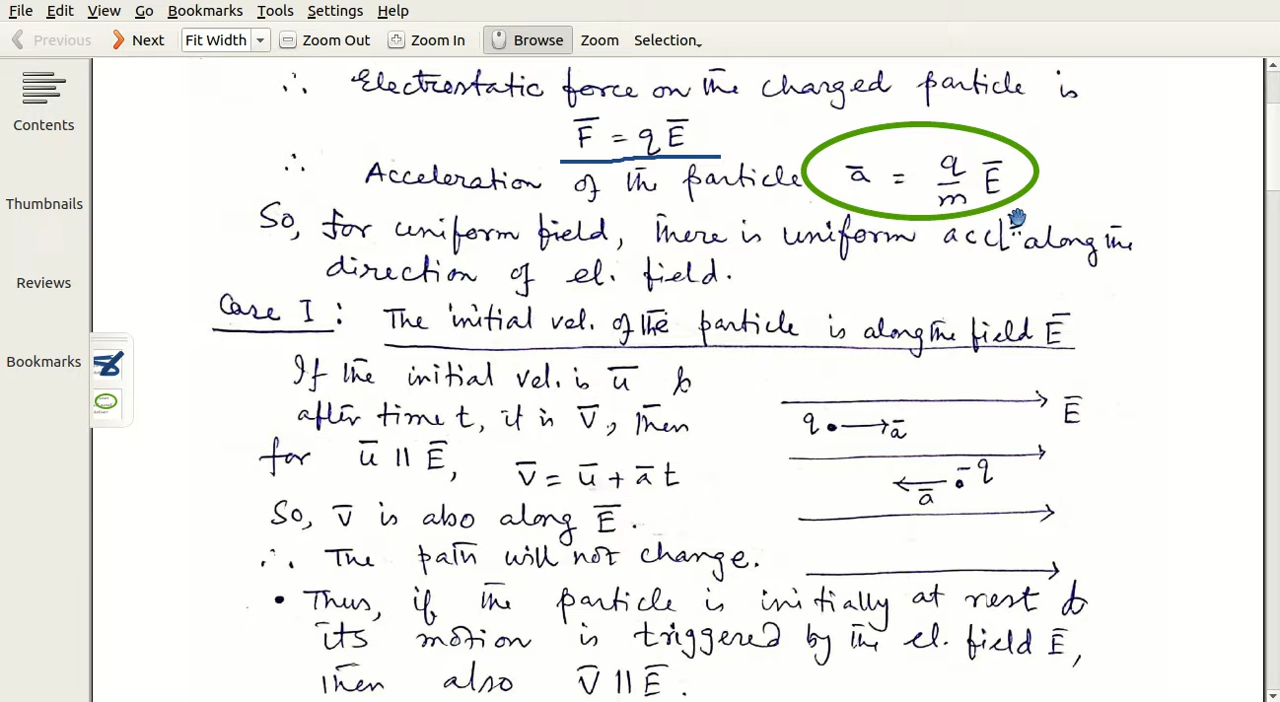 File Edit View Go Bookmarks Tools Settings Help
Previous Next Fit Width Zoom Out Zoom In Browse Zoom Selection
Contents
Thumbnails
Reviews
Bookmarks
∴ Electrostatic force on the charged particle is
F̅ = qE̅
∴ Acceleration of the particle a̅ = q/m E̅
So, for uniform field, there is uniform accl. along the
direction of el. field.
Case I : The initial vel. of the particle is along the field E̅
If the initial vel. is u̅ &
after time t, it is v̅, then
for u̅ || E̅, v̅ = u̅ + a̅ t
So, v̅ is also along E̅.
∴ The path will not change.
E̅
q a̅
-q
a̅
• Thus, if the particle is initially at rest &
its motion is triggered by the el. field E̅,
then also v̅ || E̅.